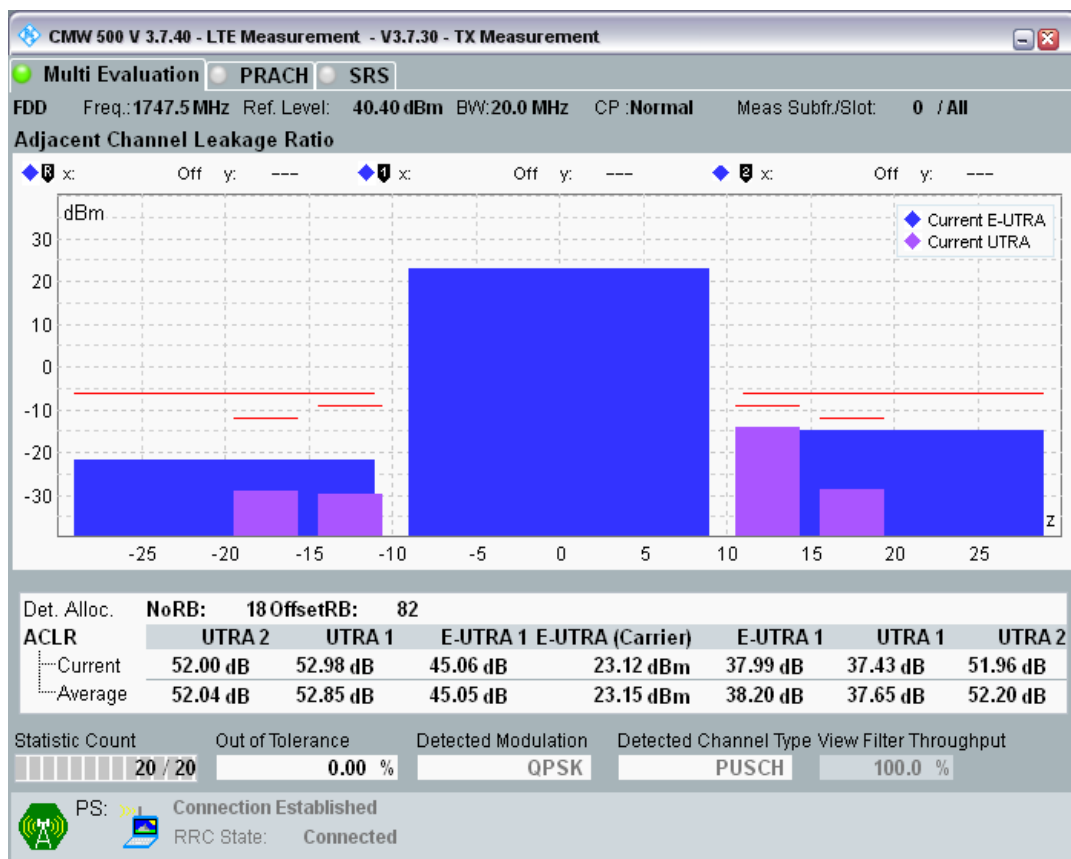 CMW 500 V 3.7.40 - LTE Measurement - V3.7.30 - TX Measurement
Multi Evaluation PRACH SRS
FDD Freq.:1747.5 MHz Ref. Level: 40.40 dBm BW:20.0 MHz CP :Normal Meas Subfr./Slot: 0 / All
Adjacent Channel Leakage Ratio
R x: Off y: --- 1 x: Off y: --- 2 x: Off y: ---
dBm
Current E-UTRA
Current UTRA
30
20
10
0
-10
-20
-30
z
-25 -20 -15 -10 -5 0 5 10 15 20 25
Det. Alloc. NoRB: 18 OffsetRB: 82
ACLR UTRA 2 UTRA 1 E-UTRA 1 E-UTRA (Carrier) E-UTRA 1 UTRA 1 UTRA 2
Current 52.00 dB 52.98 dB 45.06 dB 23.12 dBm 37.99 dB 37.43 dB 51.96 dB
Average 52.04 dB 52.85 dB 45.05 dB 23.15 dBm 38.20 dB 37.65 dB 52.20 dB
Statistic Count Out of Tolerance Detected Modulation Detected Channel Type View Filter Throughput
20 / 20 0.00 % QPSK PUSCH 100.0 %
PS: Connection Established
RRC State: Connected